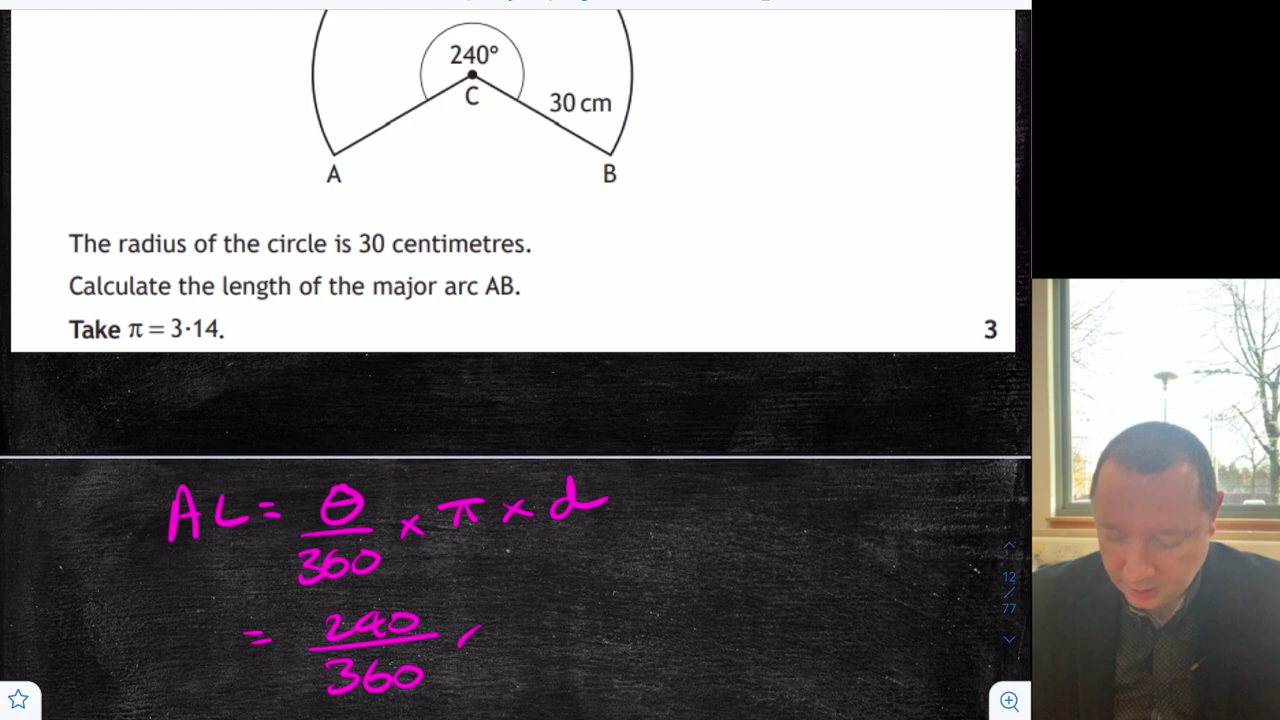 240°
C
30 cm
A
B
The radius of the circle is 30 centimetres.
Calculate the length of the major arc AB.
Take π = 3·14.
3
AL = θ/360 × π × d
= 240/360
12
/
77